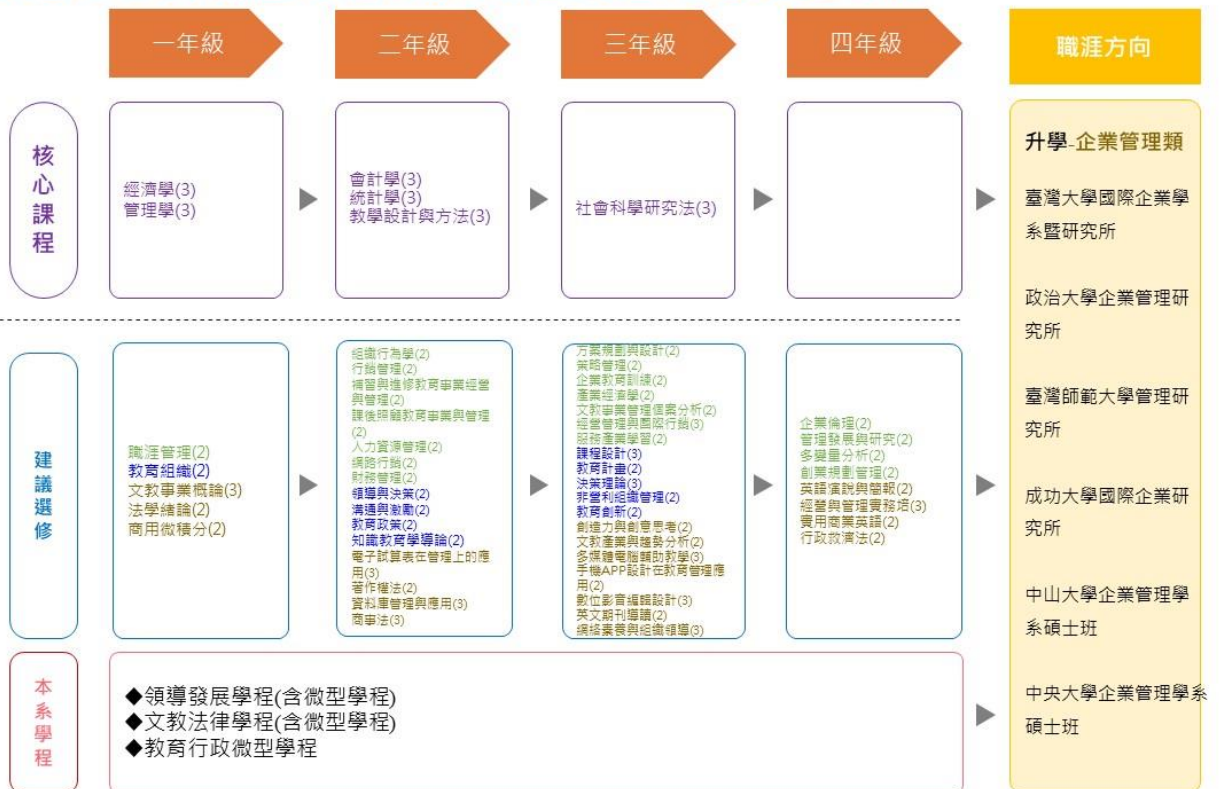 一年級
二年級
三年級
四年級
職涯方向
核
心
課
程
經濟學(3)
管理學(3)
會計學(3)
統計學(3)
教學設計與方法(3)
社會科學研究法(3)
建
議
選
修
職涯管理(2)
教育組織(2)
文教事業概論(3)
法學緒論(2)
商用微積分(2)
組織行為學(2)
行銷管理(2)
補習與進修教育事業經營
與管理(2)
課後照顧教育事業與管理
(2)
人力資源管理(2)
網路行銷(2)
財務管理(2)
領導與決策(2)
溝通與激勵(2)
教育政策(2)
知識教育學導論(2)
電子試算表在管理上的應
用(3)
著作權法(2)
資料庫管理與應用(3)
商事法(3)
方案規劃與設計(2)
策略管理(2)
企業教育訓練(2)
產業經濟學(2)
文教事業管理個案分析(2)
經營管理與國際行銷(3)
服務產業學習(2)
課程設計(3)
教育計畫(2)
決策理論(3)
非營利組織管理(2)
教育創新(2)
創造力與創意思考(2)
文教產業與趨勢分析(2)
多媒體電腦輔助教學(3)
手機APP設計在教育管理應
用(2)
數位影音編輯設計(3)
英文期刊導讀(2)
網絡素養與組織領導(3)
企業倫理(2)
管理發展與研究(2)
多變量分析(2)
創業規劃管理(2)
英語演說與簡報(2)
經營與管理實務培(3)
實用商業英語(2)
行政救濟法(2)
本
系
學
程
◆領導發展學程(含微型學程)
◆文教法律學程(含微型學程)
◆教育行政微型學程
升學-企業管理類
臺灣大學國際企業學
系暨研究所
政治大學企業管理研
究所
臺灣師範大學管理研
究所
成功大學國際企業研
究所
中山大學企業管理學
系碩士班
中央大學企業管理學系
碩士班